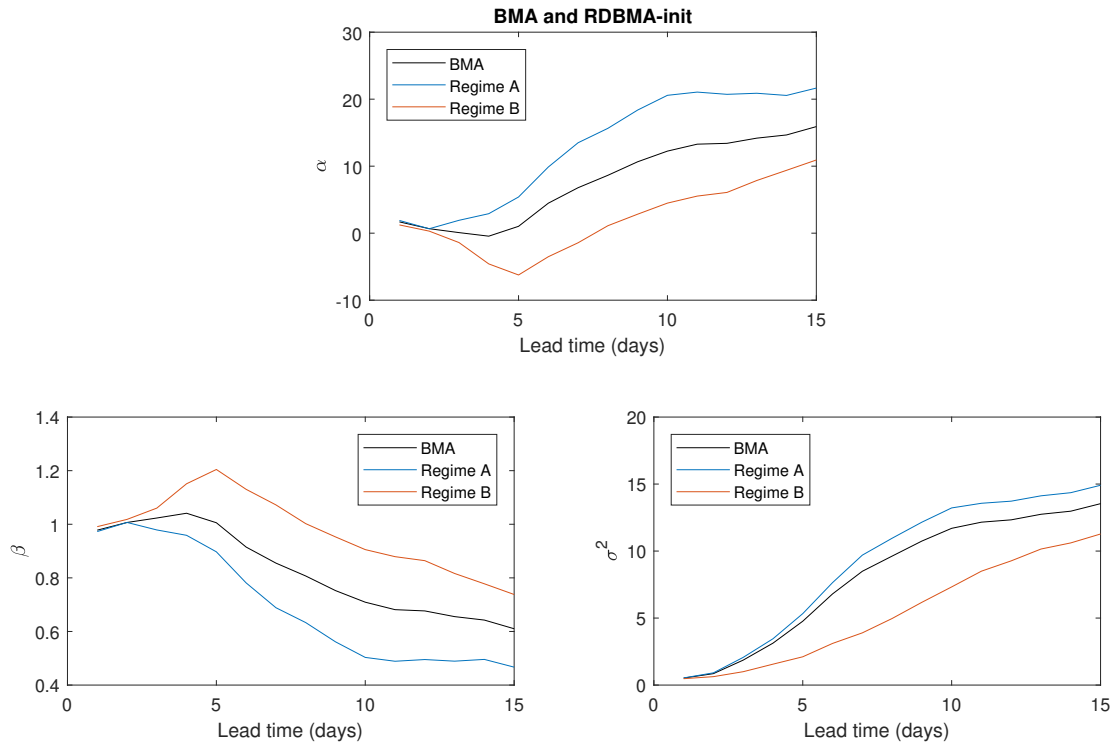 BMA and RDBMA-init
30
20
10
0
-10
α
BMA
Regime A
Regime B
0 5 10 15
Lead time (days)
1.4
1.2
1
0.8
0.6
0.4
β
BMA
Regime A
Regime B
0 5 10 15
Lead time (days)
20
15
10
5
0
σ²
BMA
Regime A
Regime B
0 5 10 15
Lead time (days)